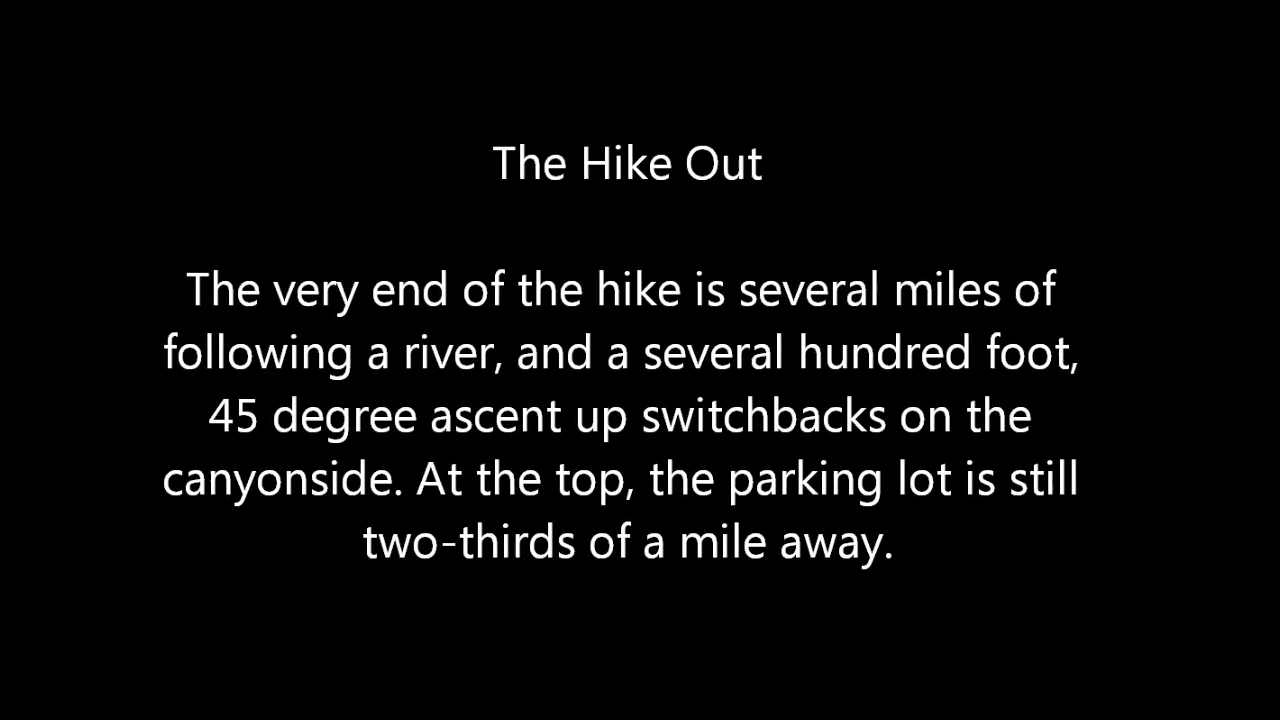 The Hike Out
The very end of the hike is several miles of
following a river, and a several hundred foot,
45 degree ascent up switchbacks on the
canyonside. At the top, the parking lot is still
two-thirds of a mile away.